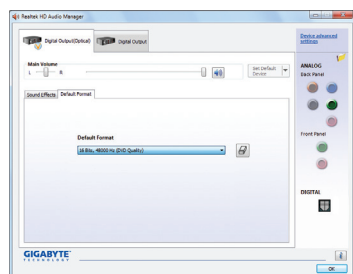 Realtek HD Audio Manager
Digital Output(Optical)
Digital Output
Device advanced settings
Main Volume
L
R
Set Default Device
ANALOG
Back Panel
Sound Effects
Default Format
Default Format
16 Bits, 48000 Hz (DVD Quality)
Front Panel
DIGITAL
GIGABYTE
TECHNOLOGY
OK